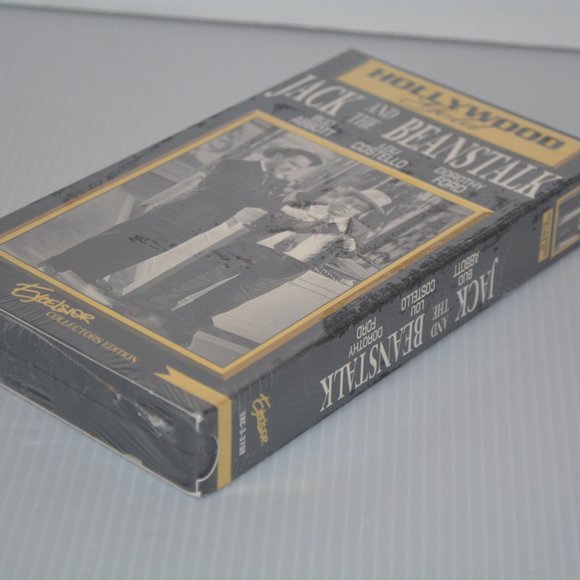 HOLLYWOOD
Gold
JACK AND THE BEANSTALK
BUD ABBOTT
LOU COSTELLO
DOROTHY FORD
Excelsior
COLLECTORS EDITION
JACK AND THE BEANSTALK
BUD ABBOTT
LOU COSTELLO
DOROTHY FORD
Excelsior